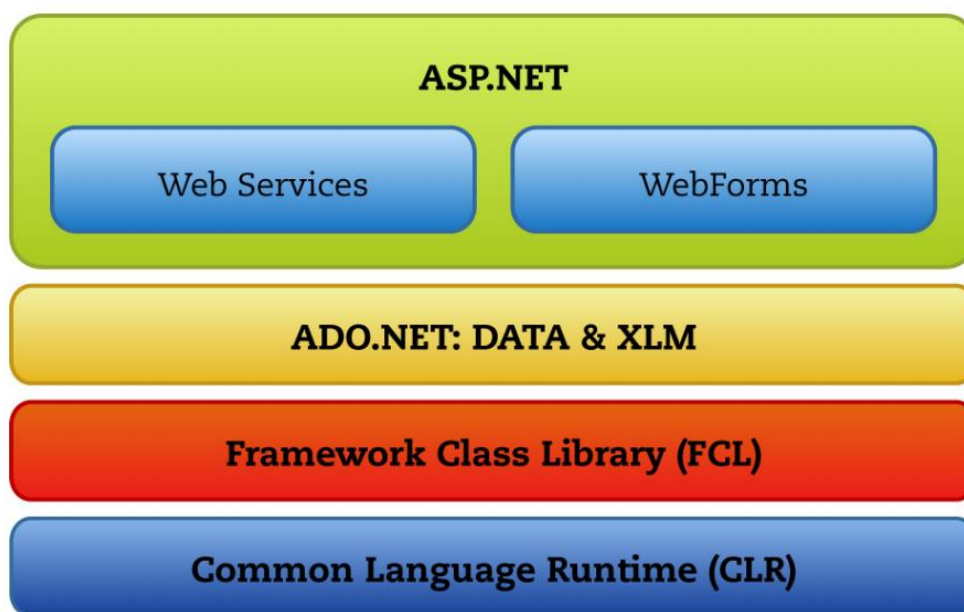 ASP.NET
Web Services
WebForms
ADO.NET: DATA & XLM
Framework Class Library (FCL)
Common Language Runtime (CLR)